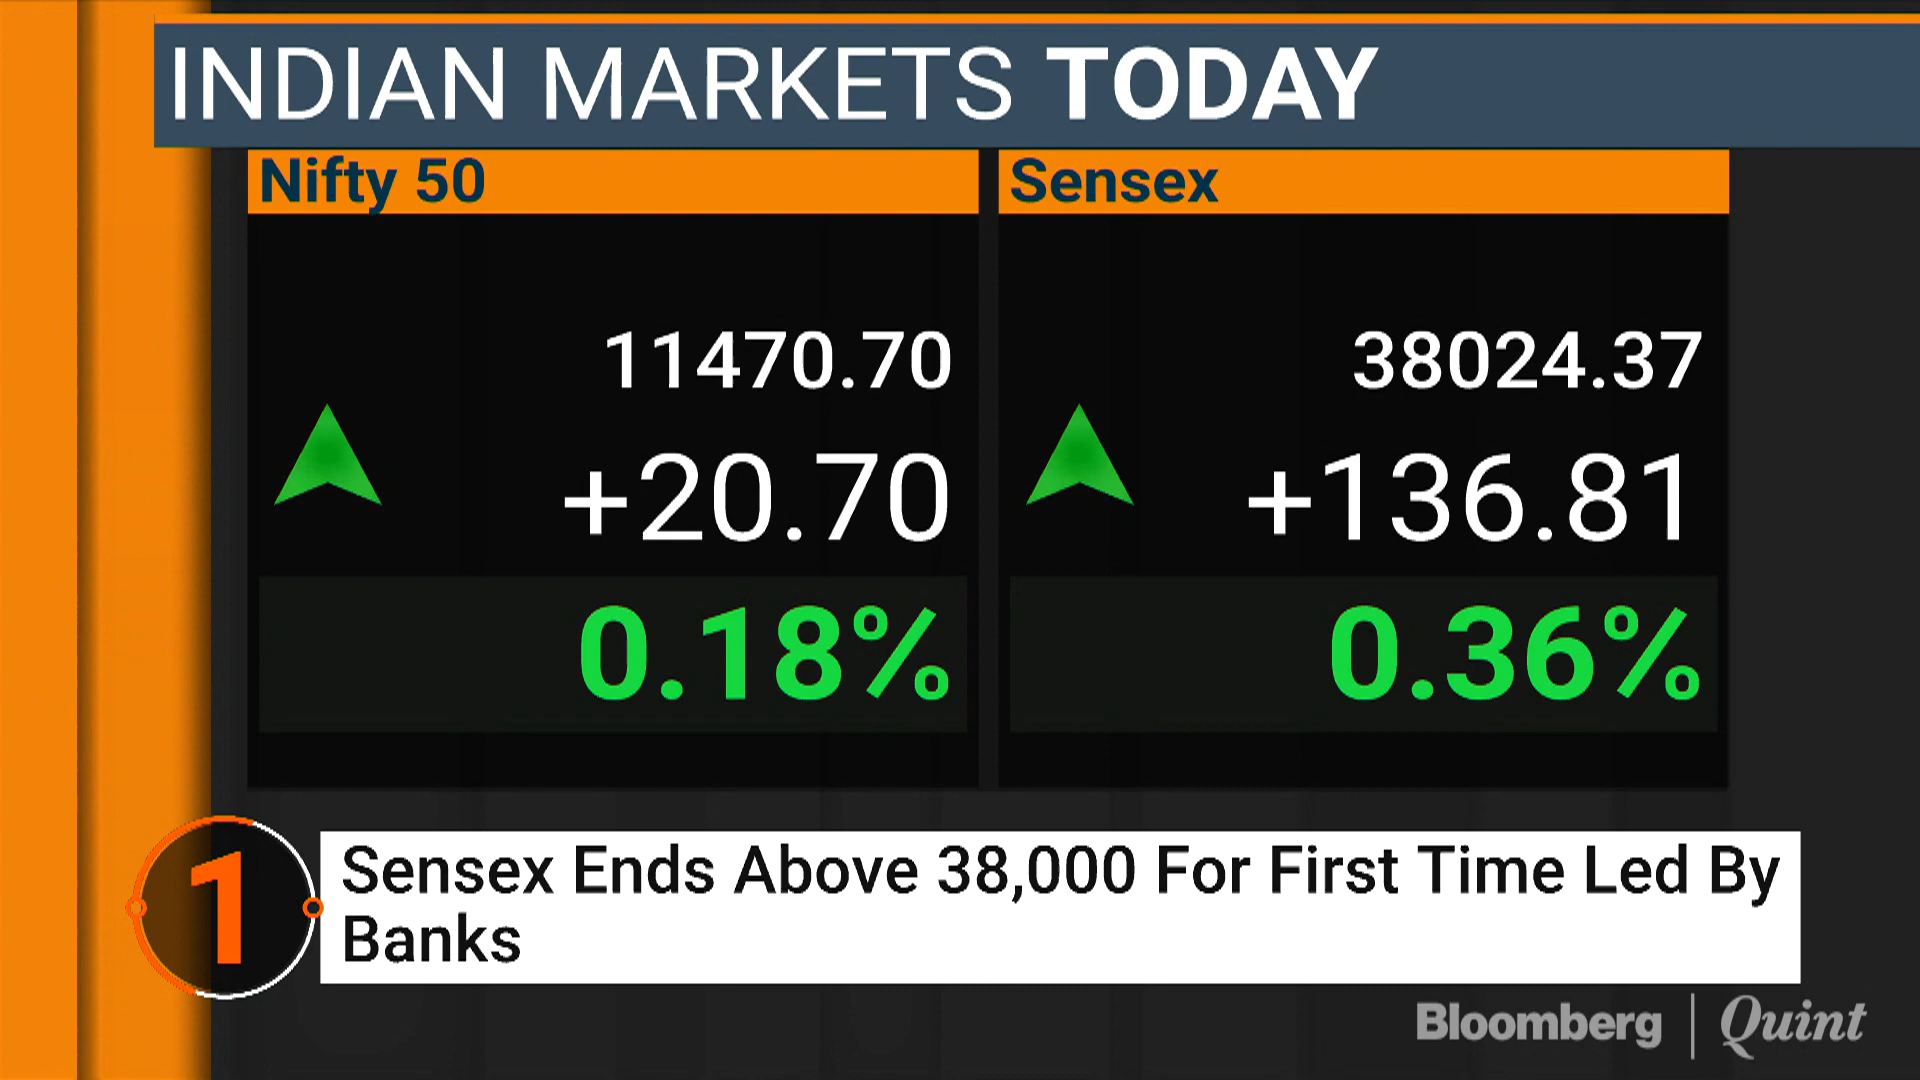 INDIAN MARKETS TODAY
Nifty 50
11470.70
+20.70
0.18%
Sensex
38024.37
+136.81
0.36%
1
Sensex Ends Above 38,000 For First Time Led By
Banks
Bloomberg | Quint